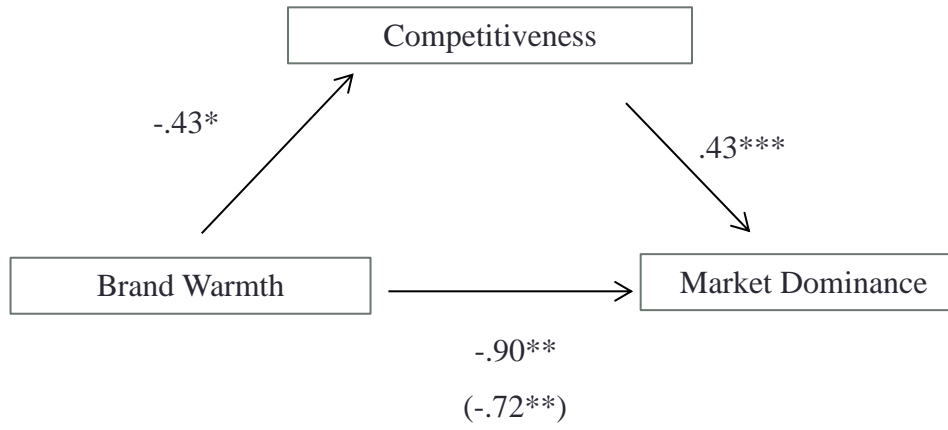 Competitiveness
-.43*
.43***
Brand Warmth
Market Dominance
-.90**
(-.72**)